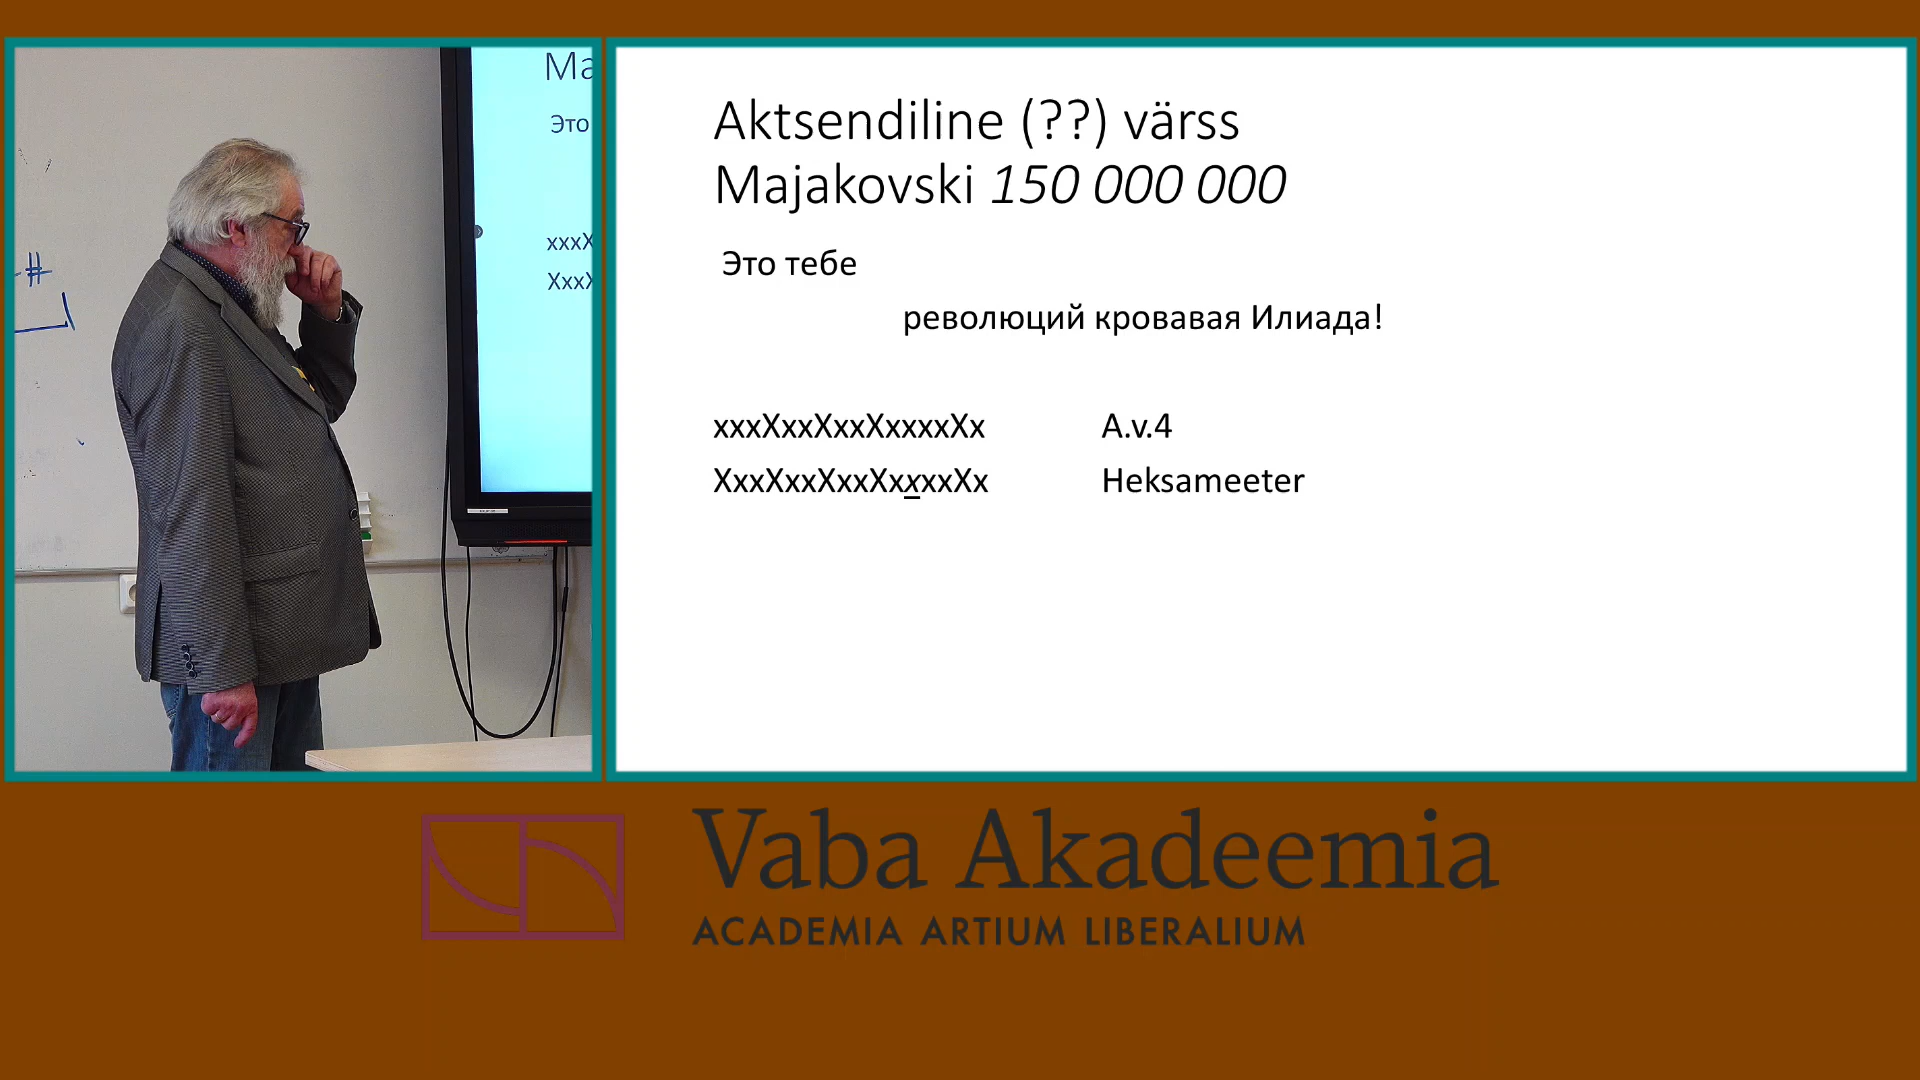 Ma
Это
xxxX
XxxX
#
Aktsendiline (??) värss
Majakovski 150 000 000
Это тебе
революций кровавая Илиада!
xxxXxxXxxXxxxxXx A.v.4
XxxXxxXxxXxxxxXx Heksameeter
Vaba Akadeemia
ACADEMIA ARTIUM LIBERALIUM